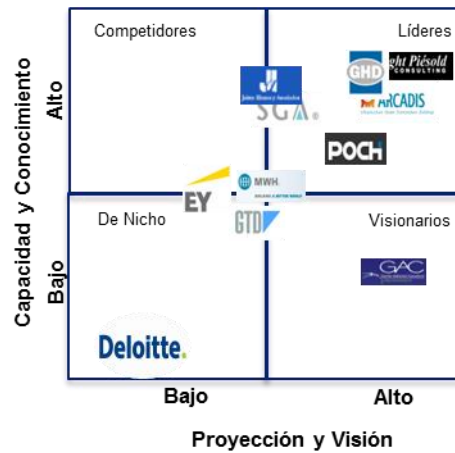 Competidores
Líderes
GHD
ght Piésold
CONSULTING
ARCADIS
SGA®
POCH
Capacidad y Conocimiento
Alto
Bajo
EY
MWH
De Nicho
GTD
Visionarios
GAC
Deloitte.
Bajo
Alto
Proyección y Visión